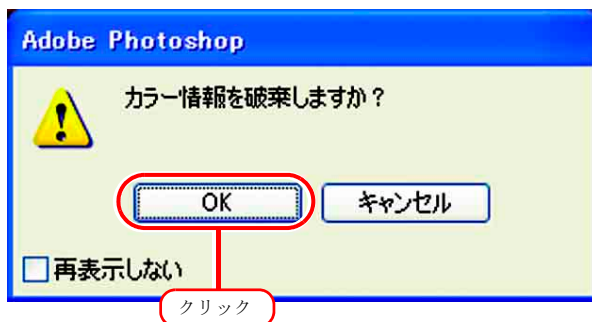 Adobe Photoshop
カラー情報を破棄しますか？
OK
キャンセル
再表示しない
クリック